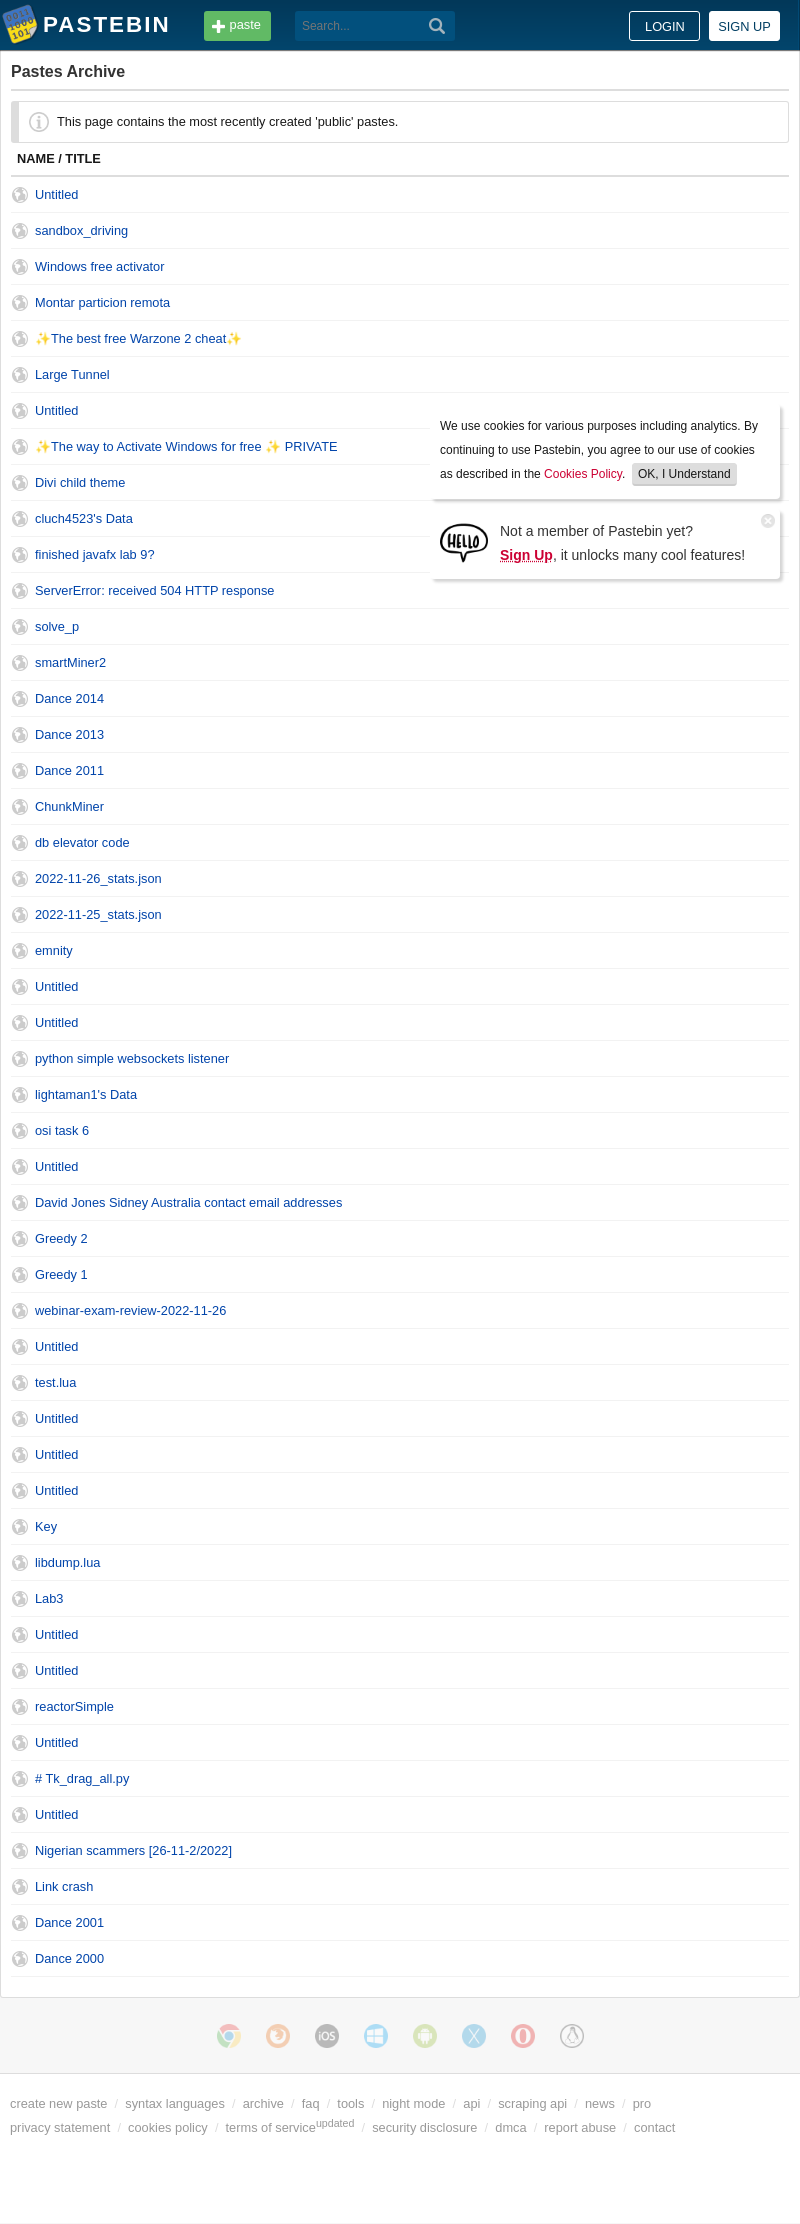 PASTEBIN paste Search... LOGIN SIGN UP
Pastes Archive
This page contains the most recently created 'public' pastes.
NAME / TITLE
Untitled
sandbox_driving
Windows free activator
Montar particion remota
✨The best free Warzone 2 cheat✨
Large Tunnel
Untitled
✨The way to Activate Windows for free ✨ PRIVATE
Divi child theme
cluch4523's Data
finished javafx lab 9?
ServerError: received 504 HTTP response
We use cookies for various purposes including analytics. By
continuing to use Pastebin, you agree to our use of cookies
as described in the Cookies Policy. OK, I Understand
HELLO
Not a member of Pastebin yet?
Sign Up, it unlocks many cool features!
solve_p
smartMiner2
Dance 2014
Dance 2013
Dance 2011
ChunkMiner
db elevator code
2022-11-26_stats.json
2022-11-25_stats.json
emnity
Untitled
Untitled
python simple websockets listener
lightaman1's Data
osi task 6
Untitled
David Jones Sidney Australia contact email addresses
Greedy 2
Greedy 1
webinar-exam-review-2022-11-26
Untitled
test.lua
Untitled
Untitled
Untitled
Key
libdump.lua
Lab3
Untitled
Untitled
reactorSimple
Untitled
# Tk_drag_all.py
Untitled
Nigerian scammers [26-11-2/2022]
Link crash
Dance 2001
Dance 2000
iOS X
create new paste / syntax languages / archive / faq / tools / night mode / api / scraping api / news / pro
privacy statement / cookies policy / terms of serviceupdated / security disclosure / dmca / report abuse / contact